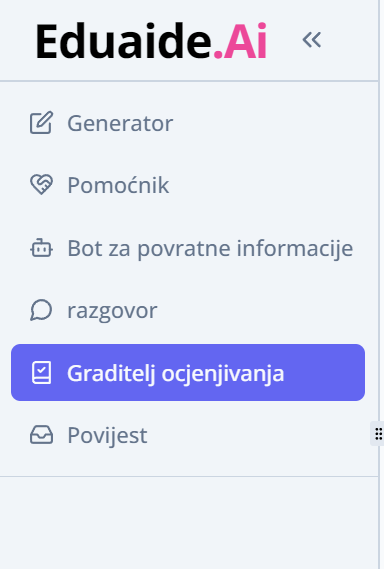 Eduaide.Ai
Generator
Pomoćnik
Bot za povratne informacije
razgovor
Graditelj ocjenjivanja
Povijest